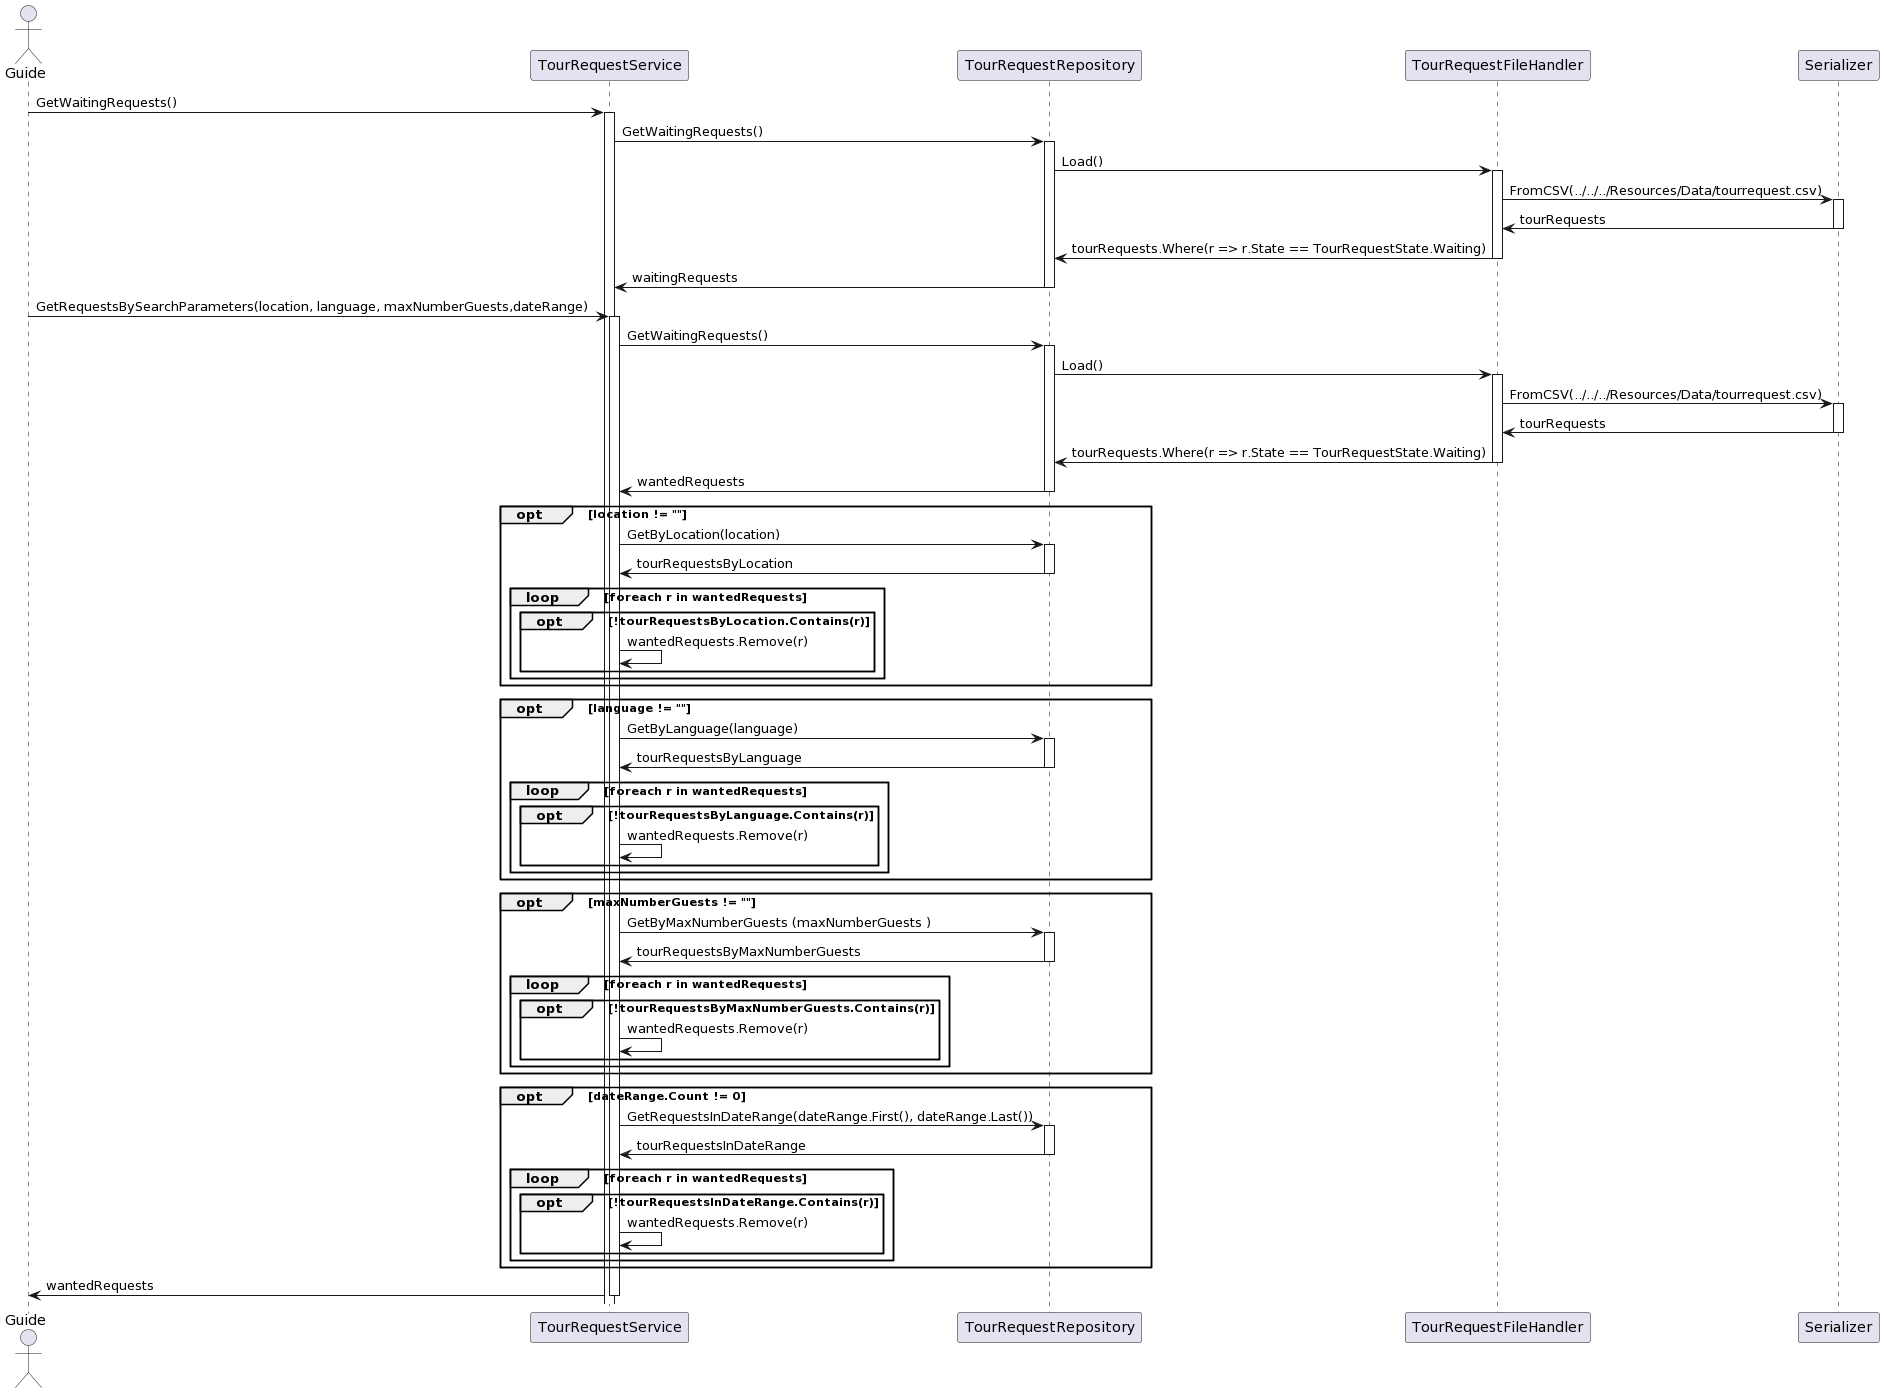 Guide
TourRequestService
TourRequestRepository
TourRequestFileHandler
Serializer
GetWaitingRequests()
GetWaitingRequests()
Load()
FromCSV(../../../Resources/Data/tourrequest.csv)
tourRequests
tourRequests.Where(r => r.State == TourRequestState.Waiting)
waitingRequests
GetRequestsBySearchParameters(location, language, maxNumberGuests,dateRange)
GetWaitingRequests()
Load()
FromCSV(../../../Resources/Data/tourrequest.csv)
tourRequests
tourRequests.Where(r => r.State == TourRequestState.Waiting)
wantedRequests
opt [location != ""]
GetByLocation(location)
tourRequestsByLocation
loop [foreach r in wantedRequests]
opt [!tourRequestsByLocation.Contains(r)]
wantedRequests.Remove(r)
opt [language != ""]
GetByLanguage(language)
tourRequestsByLanguage
loop [foreach r in wantedRequests]
opt [!tourRequestsByLanguage.Contains(r)]
wantedRequests.Remove(r)
opt [maxNumberGuests != ""]
GetByMaxNumberGuests (maxNumberGuests )
tourRequestsByMaxNumberGuests
loop [foreach r in wantedRequests]
opt [!tourRequestsByMaxNumberGuests.Contains(r)]
wantedRequests.Remove(r)
opt [dateRange.Count != 0]
GetRequestsInDateRange(dateRange.First(), dateRange.Last())
tourRequestsInDateRange
loop [foreach r in wantedRequests]
opt [!tourRequestsInDateRange.Contains(r)]
wantedRequests.Remove(r)
wantedRequests
Guide
TourRequestService
TourRequestRepository
TourRequestFileHandler
Serializer